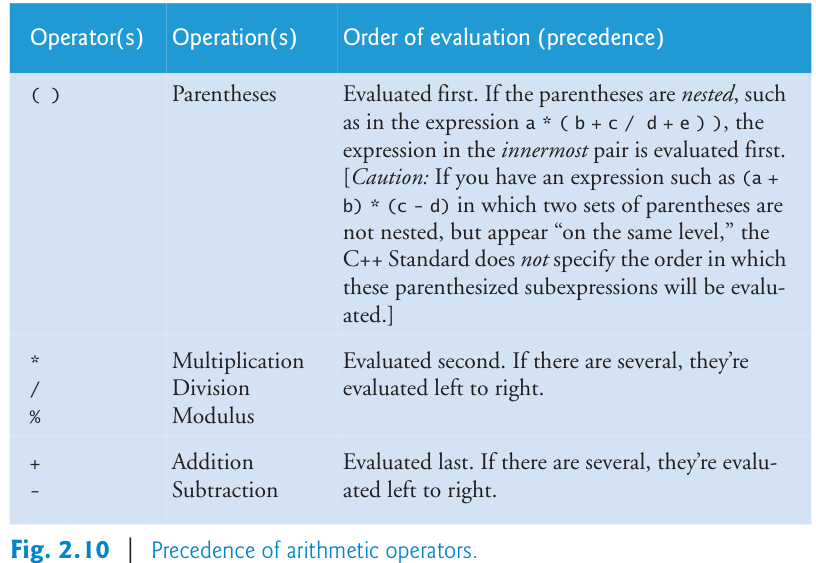 Operator(s) Operation(s) Order of evaluation (precedence)
( ) Parentheses Evaluated first. If the parentheses are nested, such
as in the expression a * ( b + c / d + e ) ), the
expression in the innermost pair is evaluated first.
[Caution: If you have an expression such as (a +
b) * (c - d) in which two sets of parentheses are
not nested, but appear “on the same level,” the
C++ Standard does not specify the order in which
these parenthesized subexpressions will be evalu-
ated.]
* Multiplication Evaluated second. If there are several, they’re
/ Division evaluated left to right.
% Modulus
+ Addition Evaluated last. If there are several, they’re evalu-
- Subtraction ated left to right.
Fig. 2.10 | Precedence of arithmetic operators.